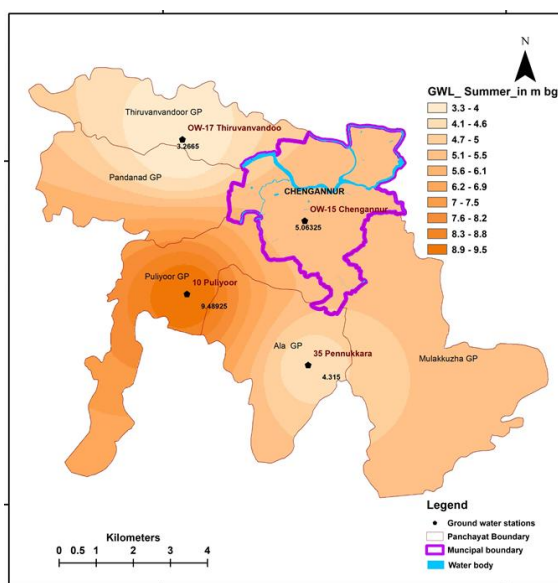 N
GWL_ Summer_in m bg
3.3 - 4
4.1 - 4.6
4.7 - 5
5.1 - 5.5
5.6 - 6.1
6.2 - 6.9
7 - 7.5
7.6 - 8.2
8.3 - 8.8
8.9 - 9.5
Thiruvanvandoor GP
OW-17 Thiruvanvandoo
3.2665
Pandanad GP
CHENGANNUR
OW-15 Chengannur
5.06325
Puliyoor GP
10 Puliyoor
9.48925
Ala GP
35 Pennukkara
4.315
Mulakkuzha GP
Legend
Ground water stations
Panchayat Boundary
Muncipal boundary
Water body
Kilometers
0 0.5 1 2 3 4